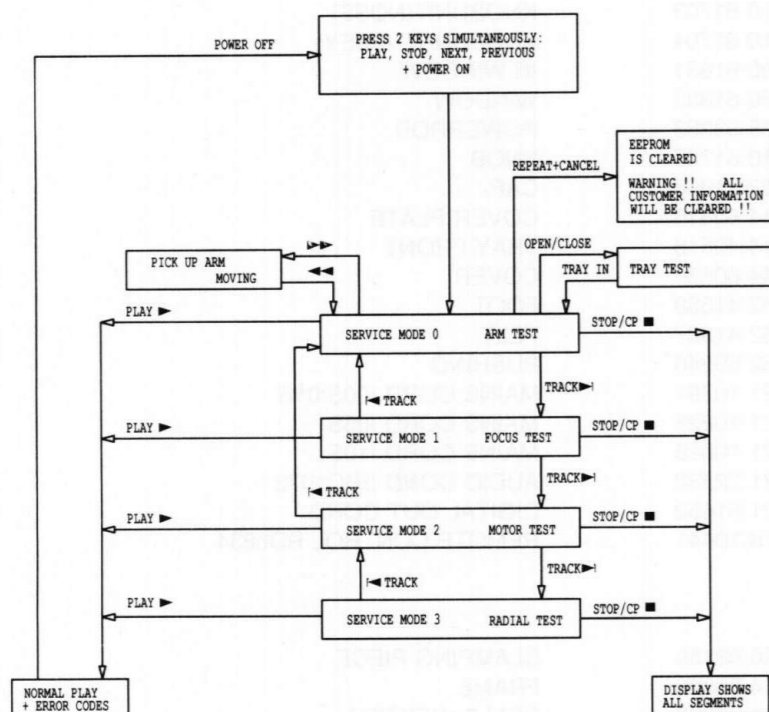 POWER OFF
PRESS 2 KEYS SIMULTANEOUSLY:
PLAY, STOP, NEXT, PREVIOUS
+ POWER ON
REPEAT+CANCEL
EEPROM
IS CLEARED
WARNING !! ALL
CUSTOMER INFORMATION
WILL BE CLEARED !!
OPEN/CLOSE
TRAY IN
TRAY TEST
PICK UP ARM
MOVING
▶▶
◀◀
PLAY ▶
SERVICE MODE 0 ARM TEST
STOP/CP ■
|◀ TRACK
TRACK ▶|
PLAY ▶
SERVICE MODE 1 FOCUS TEST
STOP/CP ■
|◀ TRACK
TRACK ▶|
PLAY ▶
SERVICE MODE 2 MOTOR TEST
STOP/CP ■
|◀ TRACK
TRACK ▶|
PLAY ▶
SERVICE MODE 3 RADIAL TEST
STOP/CP ■
NORMAL PLAY
+ ERROR CODES
DISPLAY SHOWS
ALL SEGMENTS